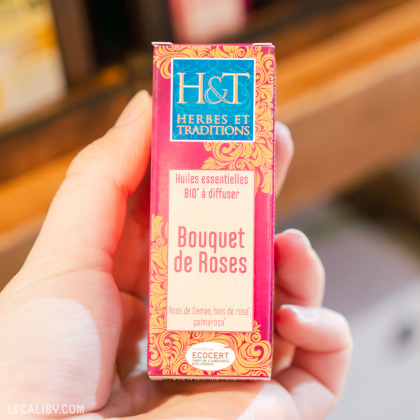 H&T
HERBES ET
TRADITIONS
Huiles essentielles
BIO* à diffuser
Bouquet
de Roses
Rose de Damas, bois de rose*,
palmarosa*
ECOCERT
LOCALISY.COM